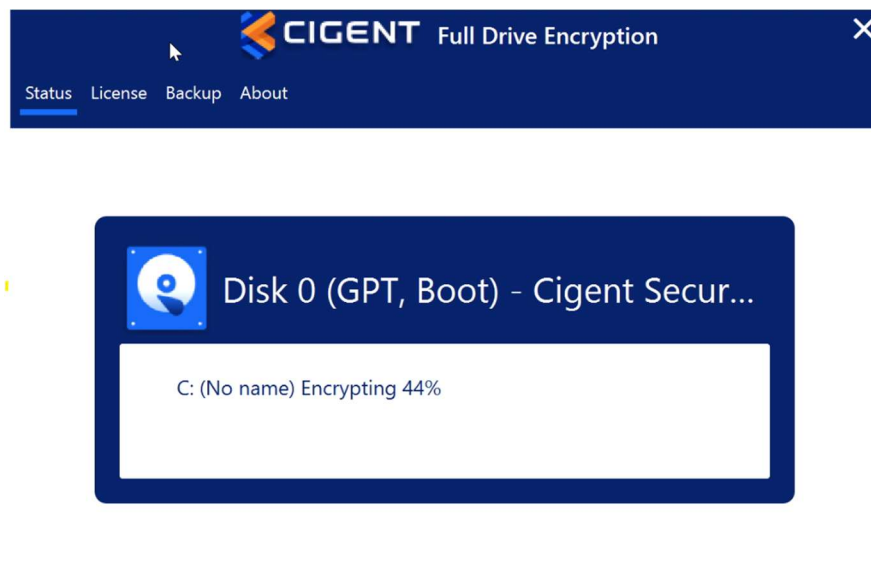 CIGENT Full Drive Encryption
Status License Backup About
Disk 0 (GPT, Boot) - Cigent Secur...
C: (No name) Encrypting 44%